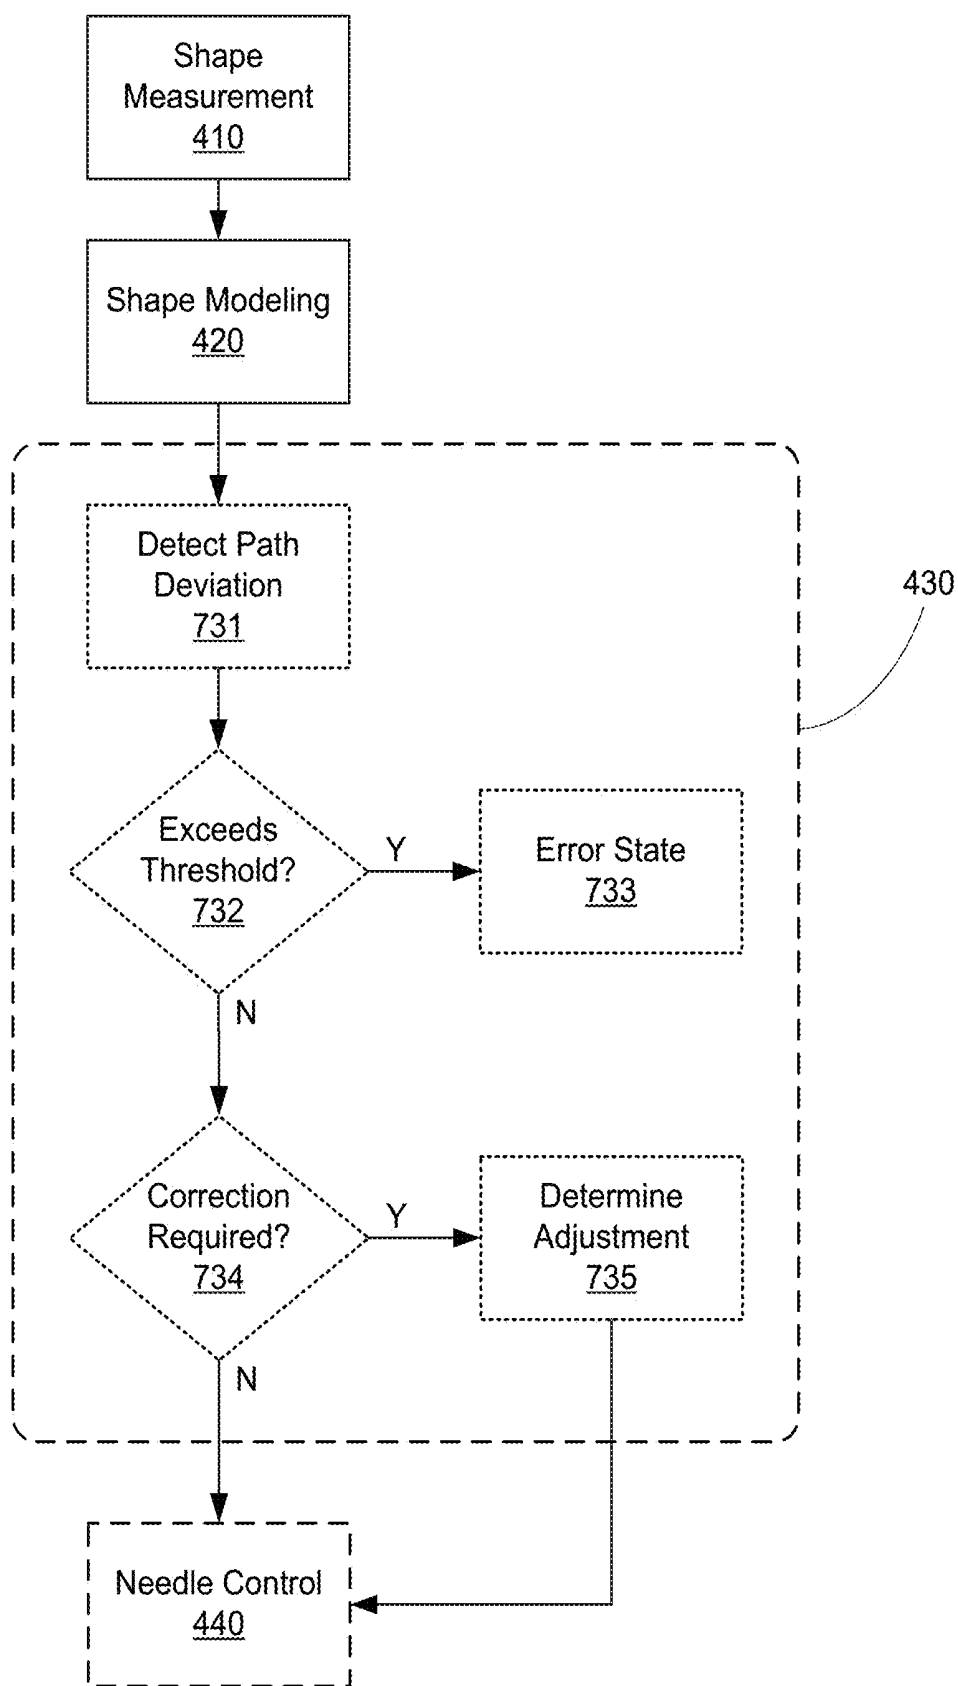 Shape
Measurement
410
Shape Modeling
420
Detect Path
Deviation
731
430
Exceeds
Threshold?
732
Y
Error State
733
N
Correction
Required?
734
Y
Determine
Adjustment
735
N
Needle Control
440